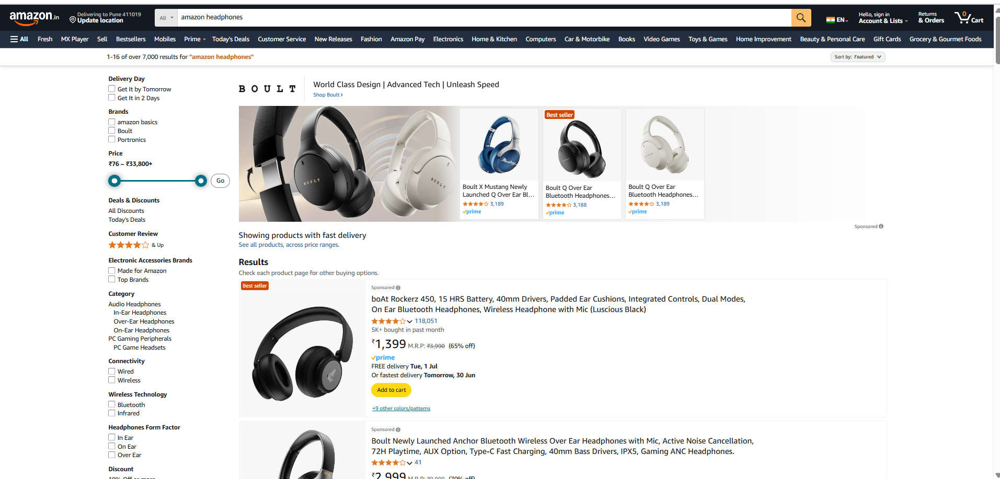 amazon.in
Delivering to Pune 411019
Update location
All
amazon headphones
EN
Hello, sign in
Account & Lists
Returns
& Orders
0
Cart
All
Fresh
MX Player
Sell
Bestsellers
Mobiles
Prime
Today's Deals
Customer Service
New Releases
Fashion
Amazon Pay
Electronics
Home & Kitchen
Computers
Car & Motorbike
Books
Video Games
Toys & Games
Home Improvement
Beauty & Personal Care
Gift Cards
Grocery & Gourmet Foods
1-16 of over 7,000 results for "amazon headphones"
Sort by: Featured
Delivery Day
Get It by Tomorrow
Get It in 2 Days
Brands
amazon basics
Boult
Portronics
Price
₹76 – ₹33,800+
Go
Deals & Discounts
All Discounts
Today's Deals
Customer Review
& Up
Electronic Accessories Brands
Made for Amazon
Top Brands
Category
Audio Headphones
In-Ear Headphones
Over-Ear Headphones
On-Ear Headphones
PC Gaming Peripherals
PC Game Headsets
Connectivity
Wired
Wireless
Wireless Technology
Bluetooth
Infrared
Headphones Form Factor
In Ear
On Ear
Over Ear
Discount
10% Off or more
BOULT
World Class Design | Advanced Tech | Unleash Speed
Shop Boult ›
BOULT
BOULT
Mustang
Boult X Mustang Newly
Launched Q Over Ear Bl...
3,189
prime
Best seller
Boult Q Over Ear
Bluetooth Headphones...
3,188
prime
BOULT
Boult Q Over Ear
Bluetooth Headphones...
3,189
prime
Sponsored
Showing products with fast delivery
See all products, across price ranges.
Results
Check each product page for other buying options.
Best seller
Sponsored
boAt Rockerz 450, 15 HRS Battery, 40mm Drivers, Padded Ear Cushions, Integrated Controls, Dual Modes,
On Ear Bluetooth Headphones, Wireless Headphone with Mic (Luscious Black)
118,051
5K+ bought in past month
₹1,399 M.R.P: ₹3,990 (65% off)
prime
FREE delivery Tue, 1 Jul
Or fastest delivery Tomorrow, 30 Jun
Add to cart
+9 other colors/patterns
Sponsored
Boult Newly Launched Anchor Bluetooth Wireless Over Ear Headphones with Mic, Active Noise Cancellation,
72H Playtime, AUX Option, Type-C Fast Charging, 40mm Bass Drivers, IPX5, Gaming ANC Headphones.
41
₹2,999 M.R.P: ₹9,999 (70% off)